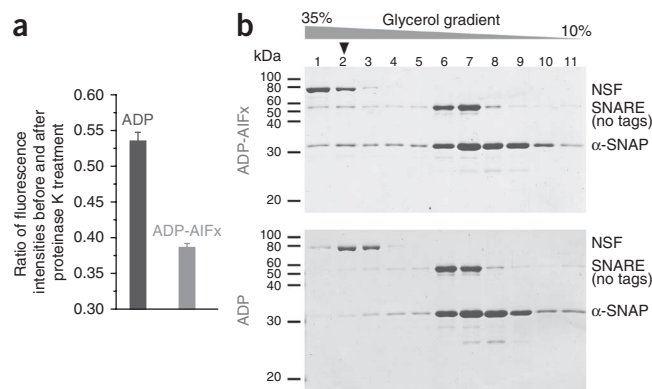 a
Ratio of fluorescence
intensities before and after
proteinase K treatment
0.60
0.55
0.50
0.45
0.40
0.35
0.30
ADP
ADP-AlFx
b
35%
Glycerol gradient
10%
kDa
1 2 3 4 5 6 7 8 9 10 11
ADP-AlFx
100
80
60
50
40
30
20
NSF
SNARE
(no tags)
α-SNAP
ADP
100
80
60
50
40
30
20
NSF
SNARE
(no tags)
α-SNAP